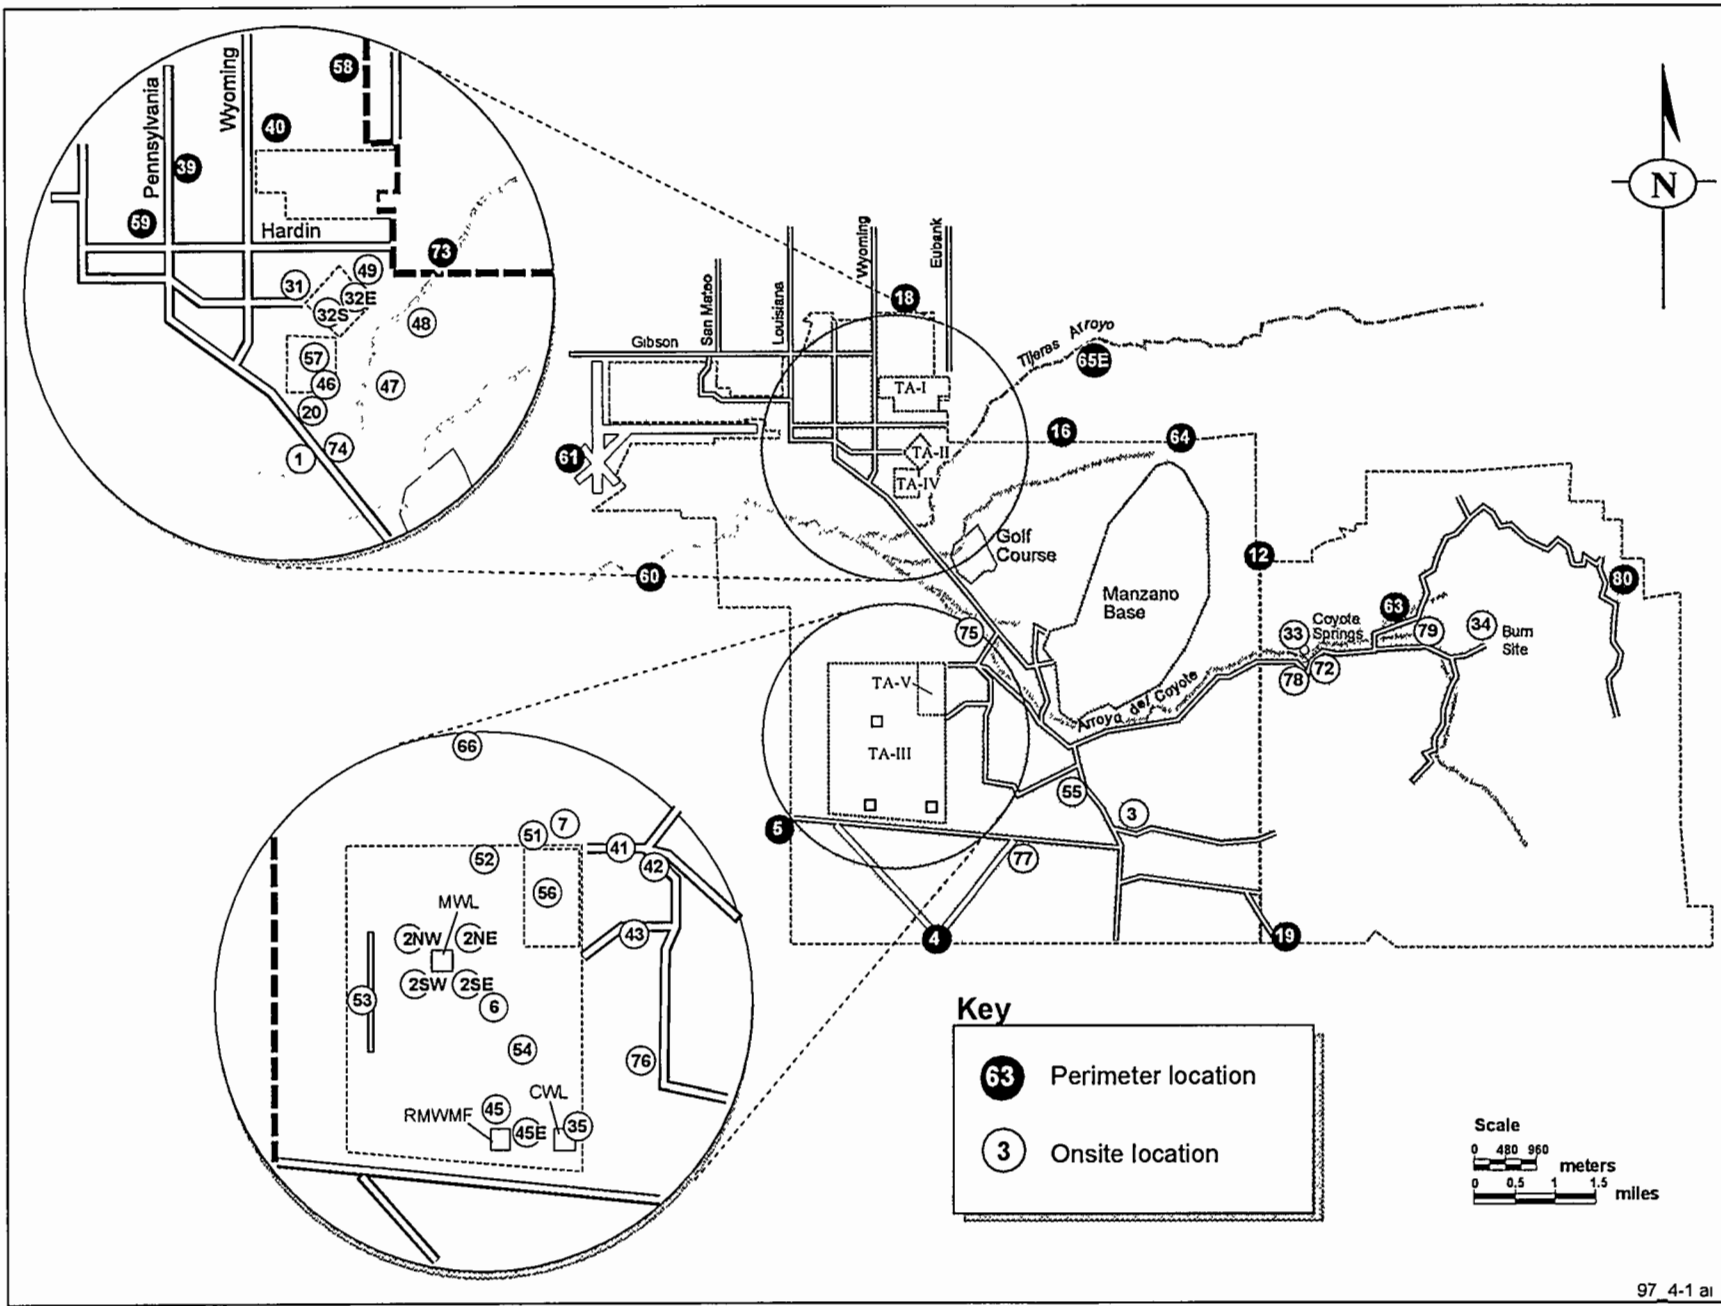 58
Pennsylvania
Wyoming
40
39
59
Hardin
73
49
31
32E
32S
48
57
46
47
20
74
1
N
San Mateo
Louisiana
Wyoming
Eubank
18
Gibson
Tijeras Arroyo
65E
TA-I
16
64
61
TA-II
TA-IV
Golf
Course
12
60
80
Manzano
Base
63
75
33
Coyote
Springs
79
34
Burn
Site
78
72
TA-V
Arroyo del Coyote
TA-III
55
3
5
77
4
19
66
7
51
41
52
42
56
MWL
2NW
2NE
43
2SW
2SE
53
6
54
76
CWL
RMWMF
45
45E
35
Key
63 Perimeter location
3 Onsite location
Scale
0 480 960
meters
0 0.5 1 1.5
miles
97_4-1 ai